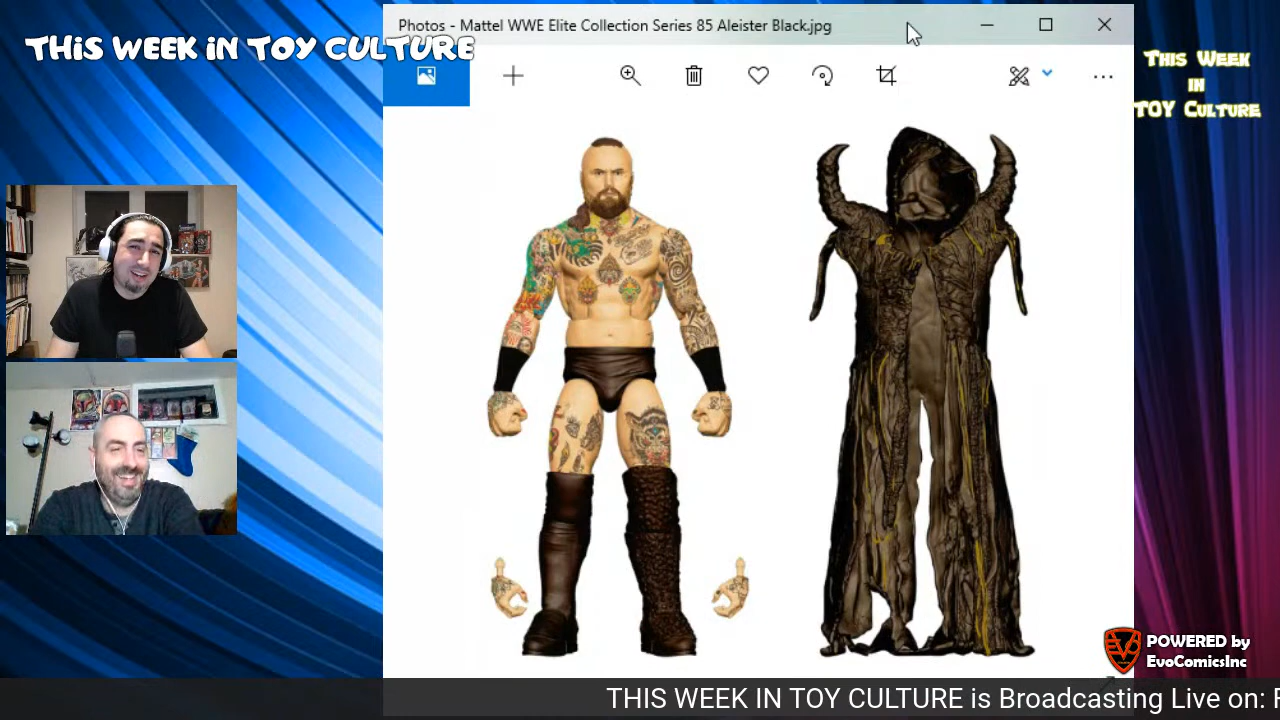 Photos - Mattel WWE Elite Collection Series 85 Aleister Black.jpg
THiS WEEK iN TOY CULTURE
This Week
in
TOY Culture
POWERED by
EvoComicsInc
THIS WEEK IN TOY CULTURE is Broadcasting Live on: